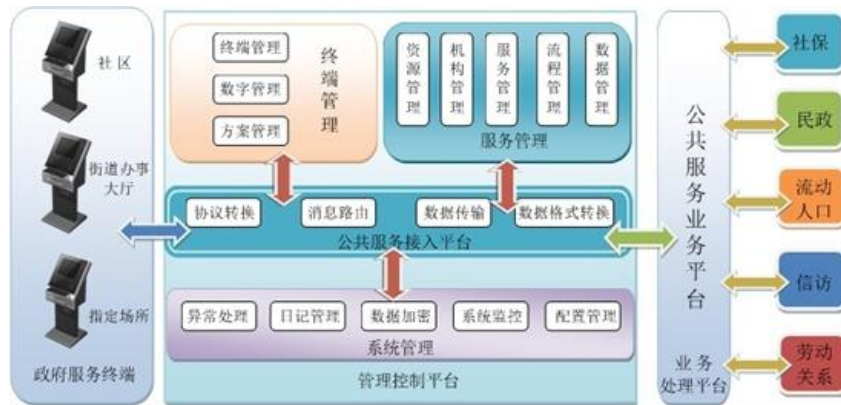 社区
街道办事
大厅
指定场所
政府服务终端
终端管理
数字管理
方案管理
终端管理
资源管理
机构管理
服务管理
流程管理
数据管理
服务管理
协议转换
消息路由
数据传输
数据格式转换
公共服务接入平台
异常处理
日记管理
数据加密
系统监控
配置管理
系统管理
管理控制平台
公共服务业务平台
业务
处理平台
社保
民政
流动
人口
信访
劳动
关系